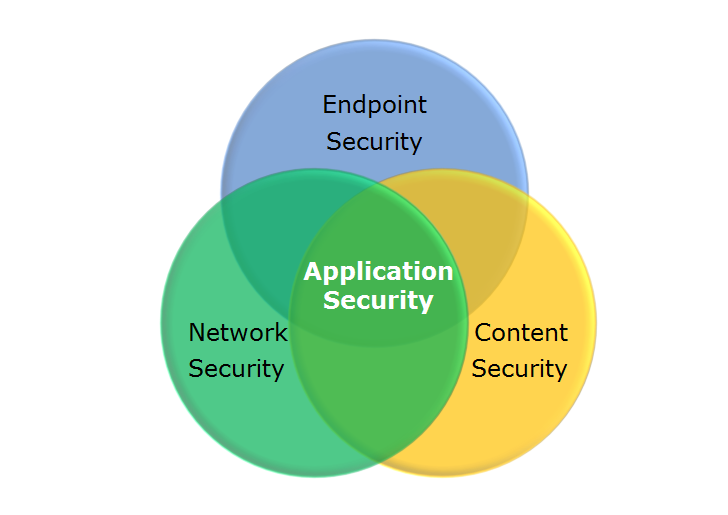 Endpoint
Security
Application
Security
Network
Security
Content
Security